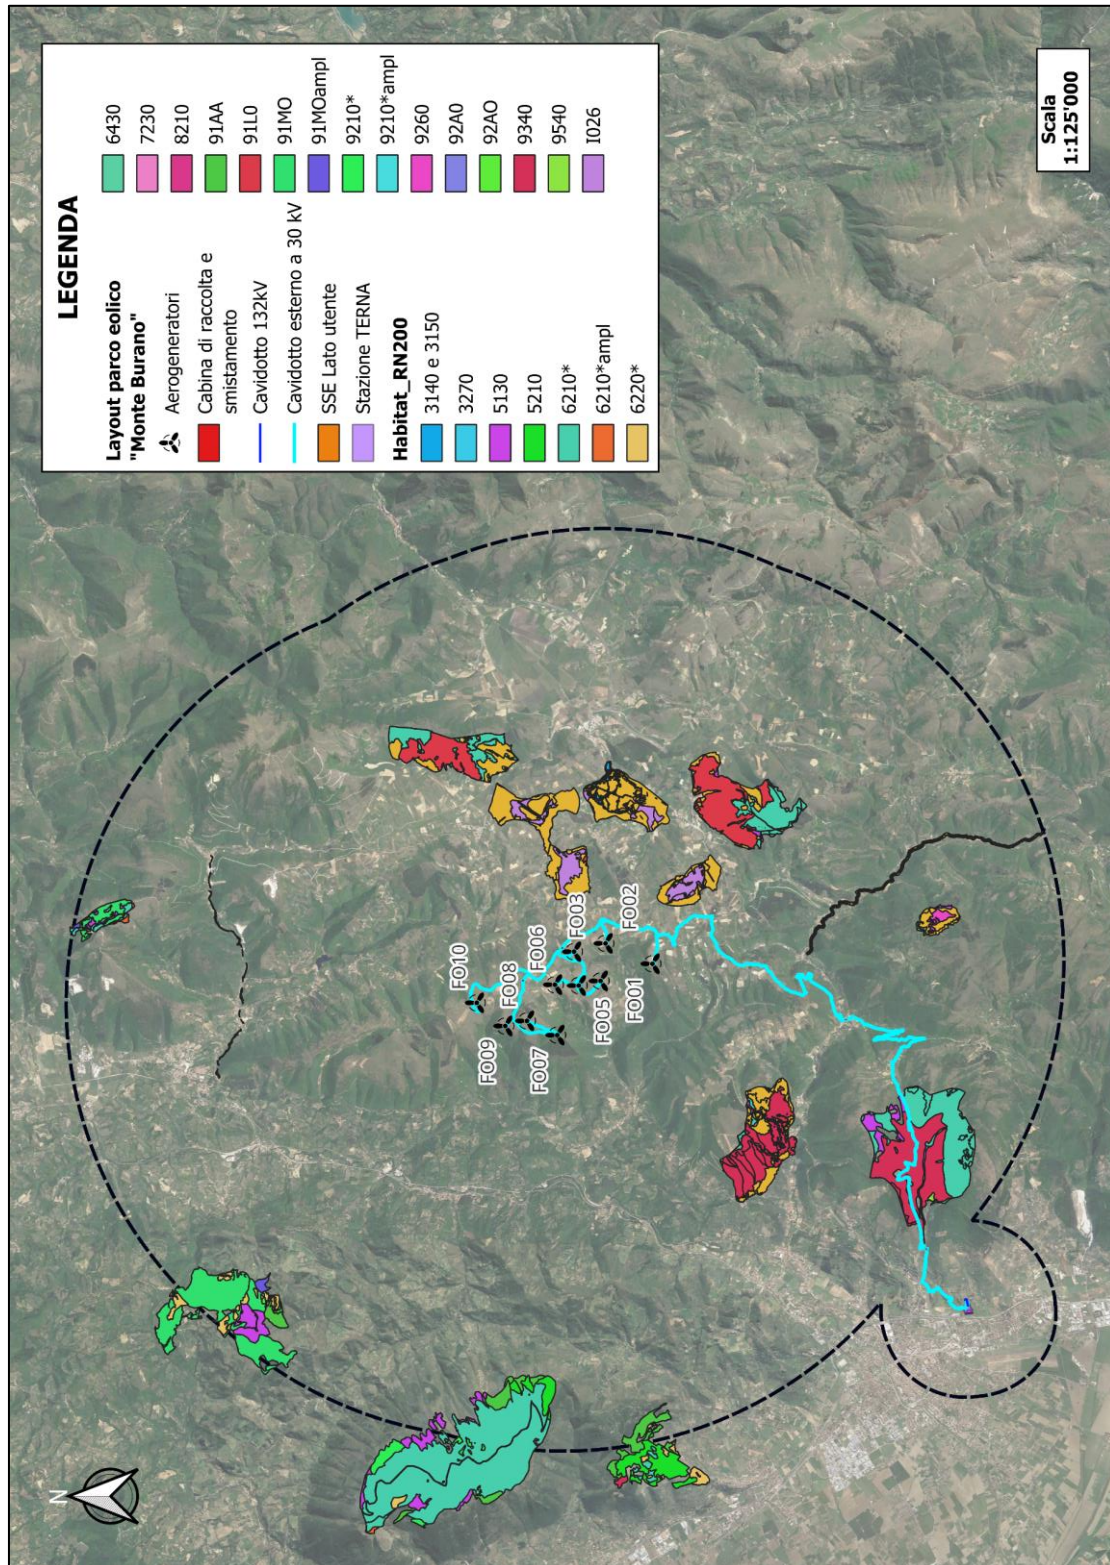 LEGENDA
Layout parco eolico
"Monte Burano"
Aerogeneratori
Cabina di raccolta e
smistamento
Cavidotto 132kV
Cavidotto esterno a 30 kV
SSE Lato utente
Stazione TERNA
Habitat_RN200
3140 e 3150
3270
5130
5210
6210*
6210*ampl
6220*
6430
7230
8210
91AA
91L0
91MO
91MOampl
9210*
9210*ampl
9260
92A0
92AO
9340
9540
I026
Scala
1:125'000
N
FO10
FO09
FO08
FO07
FO06
FO03
FO05
FO02
FO01